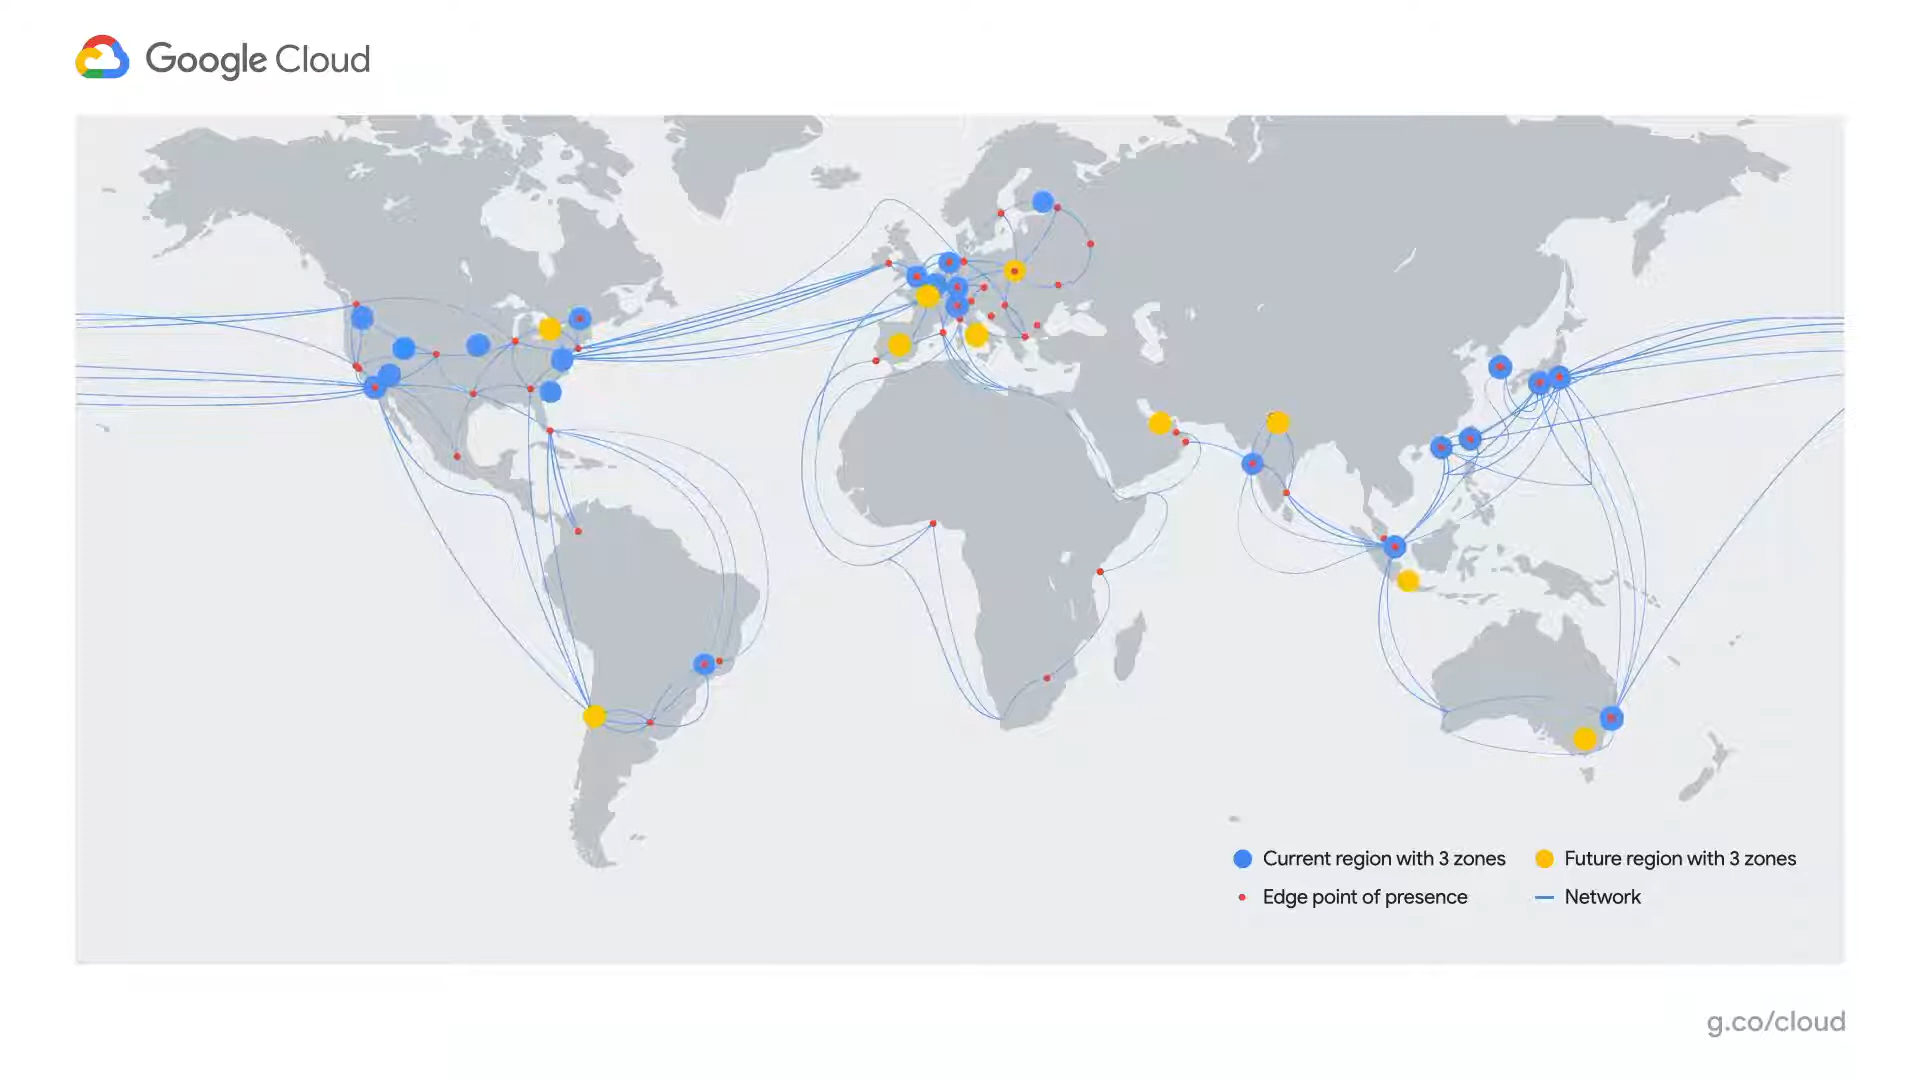 Google Cloud
Current region with 3 zones
Future region with 3 zones
Edge point of presence
Network
g.co/cloud